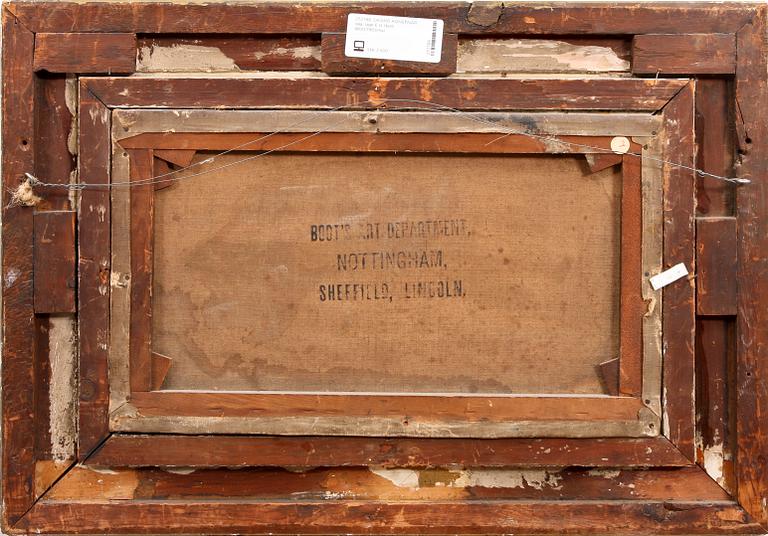 BOOT'S ART DEPARTMENT,
NOTTINGHAM,
SHEFFIELD, LINCOLN.